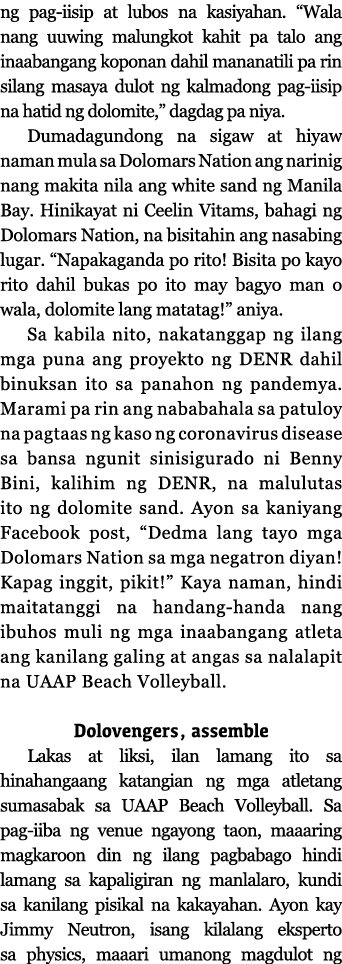 ng pag-iisip at lubos na kasiyahan. “Wala
nang uuwing malungkot kahit pa talo ang
inaabangang koponan dahil mananatili pa rin
silang masaya dulot ng kalmadong pag-iisip
na hatid ng dolomite,” dagdag pa niya.
Dumadagundong na sigaw at hiyaw
naman mula sa Dolomars Nation ang narinig
nang makita nila ang white sand ng Manila
Bay. Hinikayat ni Ceelin Vitams, bahagi ng
Dolomars Nation, na bisitahin ang nasabing
lugar. “Napakaganda po rito! Bisita po kayo
rito dahil bukas po ito may bagyo man o
wala, dolomite lang matatag!” aniya.
Sa kabila nito, nakatanggap ng ilang
mga puna ang proyekto ng DENR dahil
binuksan ito sa panahon ng pandemya.
Marami pa rin ang nababahala sa patuloy
na pagtaas ng kaso ng coronavirus disease
sa bansa ngunit sinisigurado ni Benny
Bini, kalihim ng DENR, na malulutas
ito ng dolomite sand. Ayon sa kaniyang
Facebook post, “Dedma lang tayo mga
Dolomars Nation sa mga negatron diyan!
Kapag inggit, pikit!” Kaya naman, hindi
maitatanggi na handang-handa nang
ibuhos muli ng mga inaabangang atleta
ang kanilang galing at angas sa nalalapit
na UAAP Beach Volleyball.
Dolovengers, assemble
Lakas at liksi, ilan lamang ito sa
hinahangaang katangian ng mga atletang
sumasabak sa UAAP Beach Volleyball. Sa
pag-iiba ng venue ngayong taon, maaaring
magkaroon din ng ilang pagbabago hindi
lamang sa kapaligiran ng manlalaro, kundi
sa kanilang pisikal na kakayahan. Ayon kay
Jimmy Neutron, isang kilalang eksperto
sa physics, maaari umanong magdulot ng